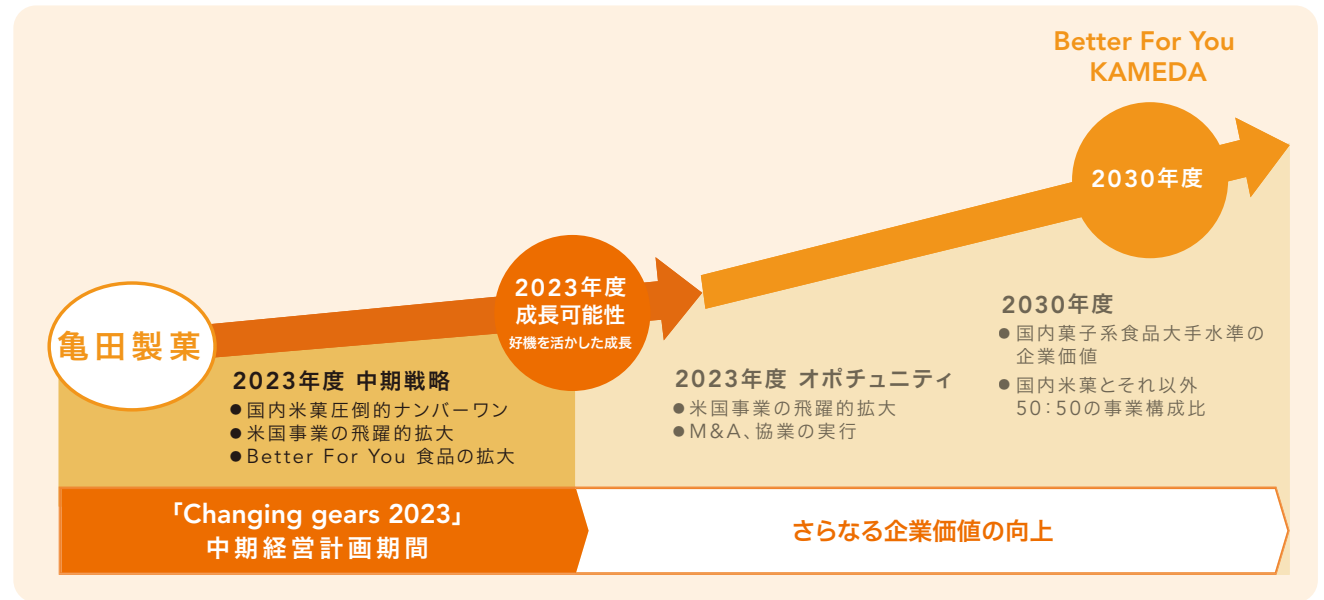 Better For You
KAMEDA
2030年度
2023年度
成長可能性
好機を活かした成長
亀田製菓
2023年度 中期戦略
●国内米菓圧倒的ナンバーワン
●米国事業の飛躍的拡大
●Better For You 食品の拡大
2023年度 オポチュニティ
●米国事業の飛躍的拡大
●M&A、協業の実行
2030年度
●国内菓子系食品大手水準の
企業価値
●国内米菓とそれ以外
50：50の事業構成比
「Changing gears 2023」
中期経営計画期間
さらなる企業価値の向上